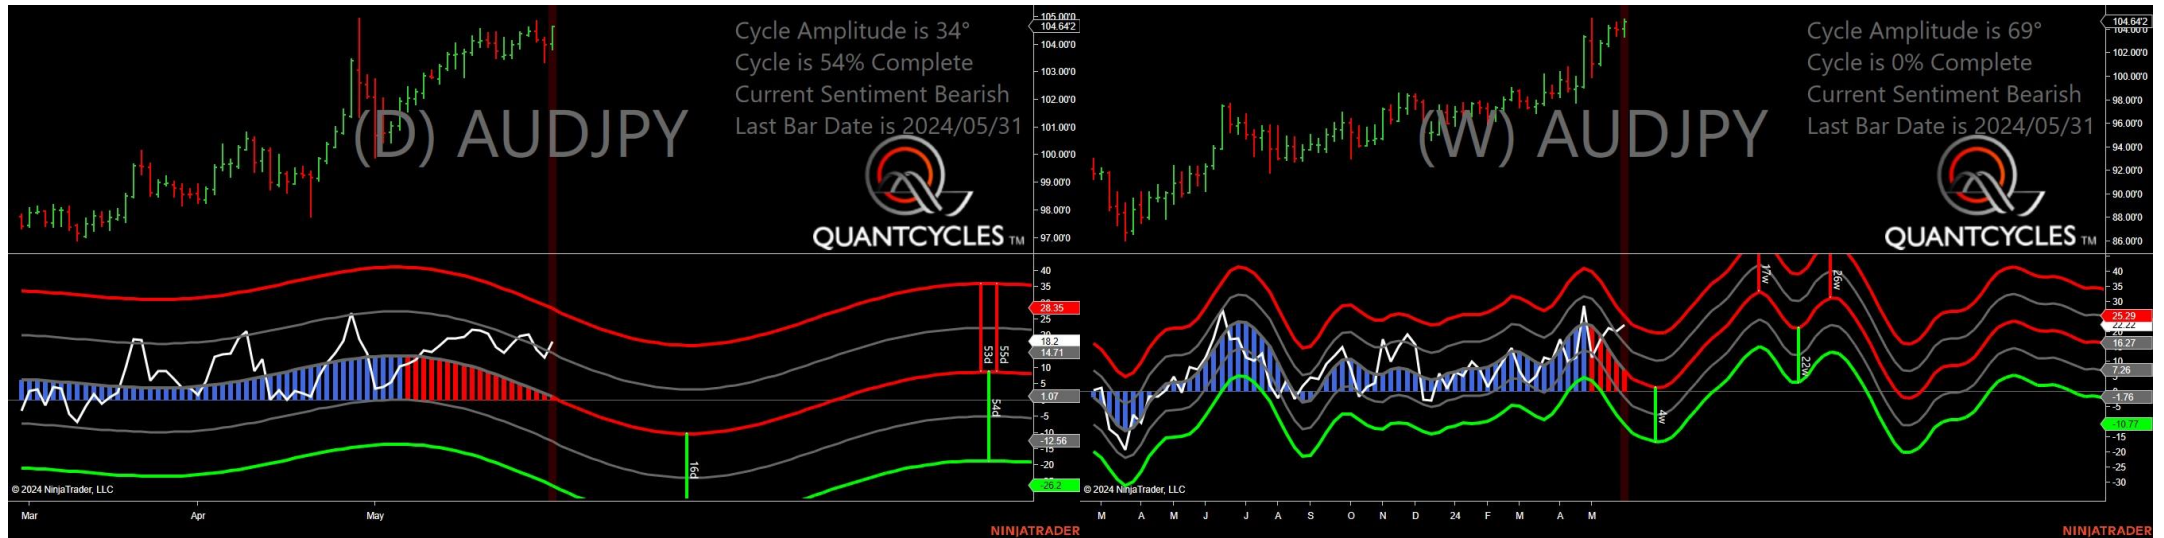 Cycle Amplitude is 34°
Cycle is 54% Complete
Current Sentiment Bearish
Last Bar Date is 2024/05/31
(D) AUDJPY
QUANTCYCLES TM
105.00'0
104.64'2
104.00'0
103.00'0
102.00'0
101.00'0
100.00'0
99.00'0
98.00'0
97.00'0
40
35
28.35
25
18.2
14.71
10
5
1.07
-5
-10
-12.56
-15
-20
-26.2
16d
53d
55d
54d
© 2024 NinjaTrader, LLC
Mar Apr May
NINJATRADER
Cycle Amplitude is 69°
Cycle is 0% Complete
Current Sentiment Bearish
Last Bar Date is 2024/05/31
(W) AUDJPY
QUANTCYCLES TM
104.64'2
104.00'0
102.00'0
100.00'0
98.00'0
96.00'0
94.00'0
92.00'0
90.00'0
88.00'0
86.00'0
40
35
30
25.29
22.22
20
16.27
10
7.26
-1.76
-5
-10.77
-15
-20
-25
-30
4w
17w
22w
26w
© 2024 NinjaTrader, LLC
M A M J J A S O N D 24 F M A M
NINJATRADER